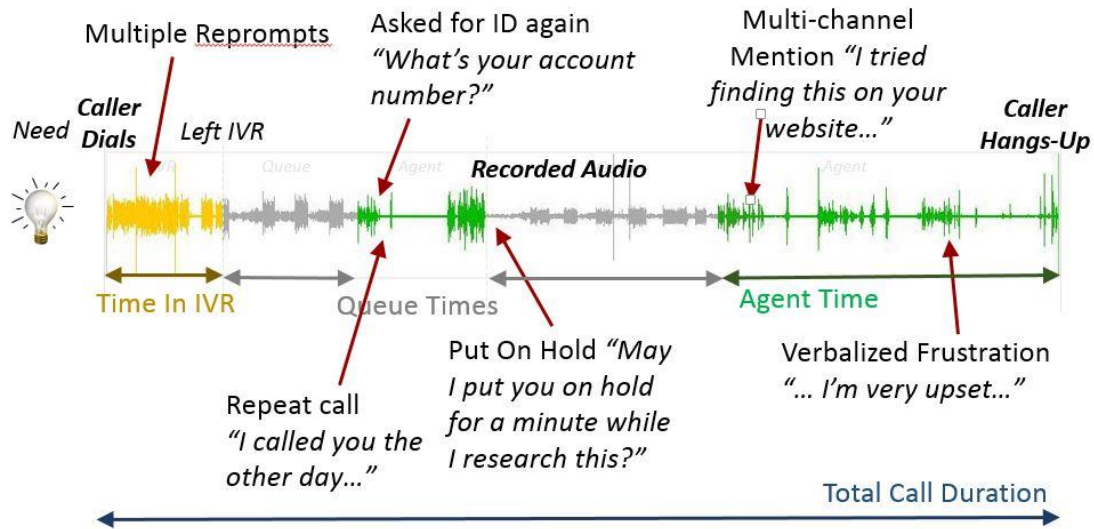 Multiple Reprompts
Asked for ID again
“What’s your account
number?”
Multi-channel
Mention “I tried
finding this on your
website…”
Need
Caller
Dials
Left IVR
Caller
Hangs-Up
Queue
Agent
Recorded Audio
Agent
Time In IVR
Queue Times
Agent Time
Repeat call
“I called you the
other day…”
Put On Hold “May
I put you on hold
for a minute while
I research this?”
Verbalized Frustration
“… I’m very upset…”
Total Call Duration